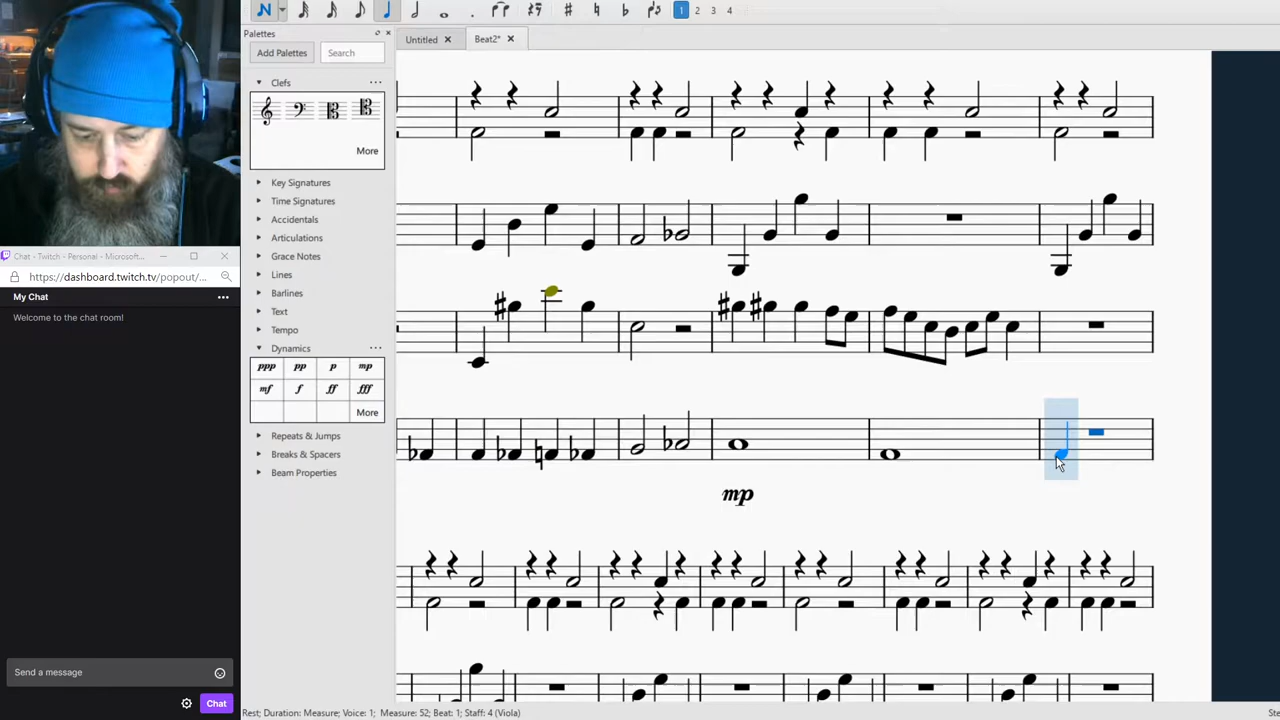 1 2 3 4
Palettes
Untitled
Beat2*
Add Palettes
Search
Clefs
More
Key Signatures
Time Signatures
Accidentals
Articulations
Grace Notes
Lines
Barlines
Text
Tempo
Dynamics
ppp pp p mp
mf f ff fff
More
Repeats & Jumps
Breaks & Spacers
Beam Properties
Chat - Twitch - Personal - Microsoft...
https://dashboard.twitch.tv/popout/...
My Chat
Welcome to the chat room!
Send a message
Chat
mp
Rest; Duration: Measure; Voice: 1; Measure: 52; Beat: 1; Staff: 4 (Viola)
Ste